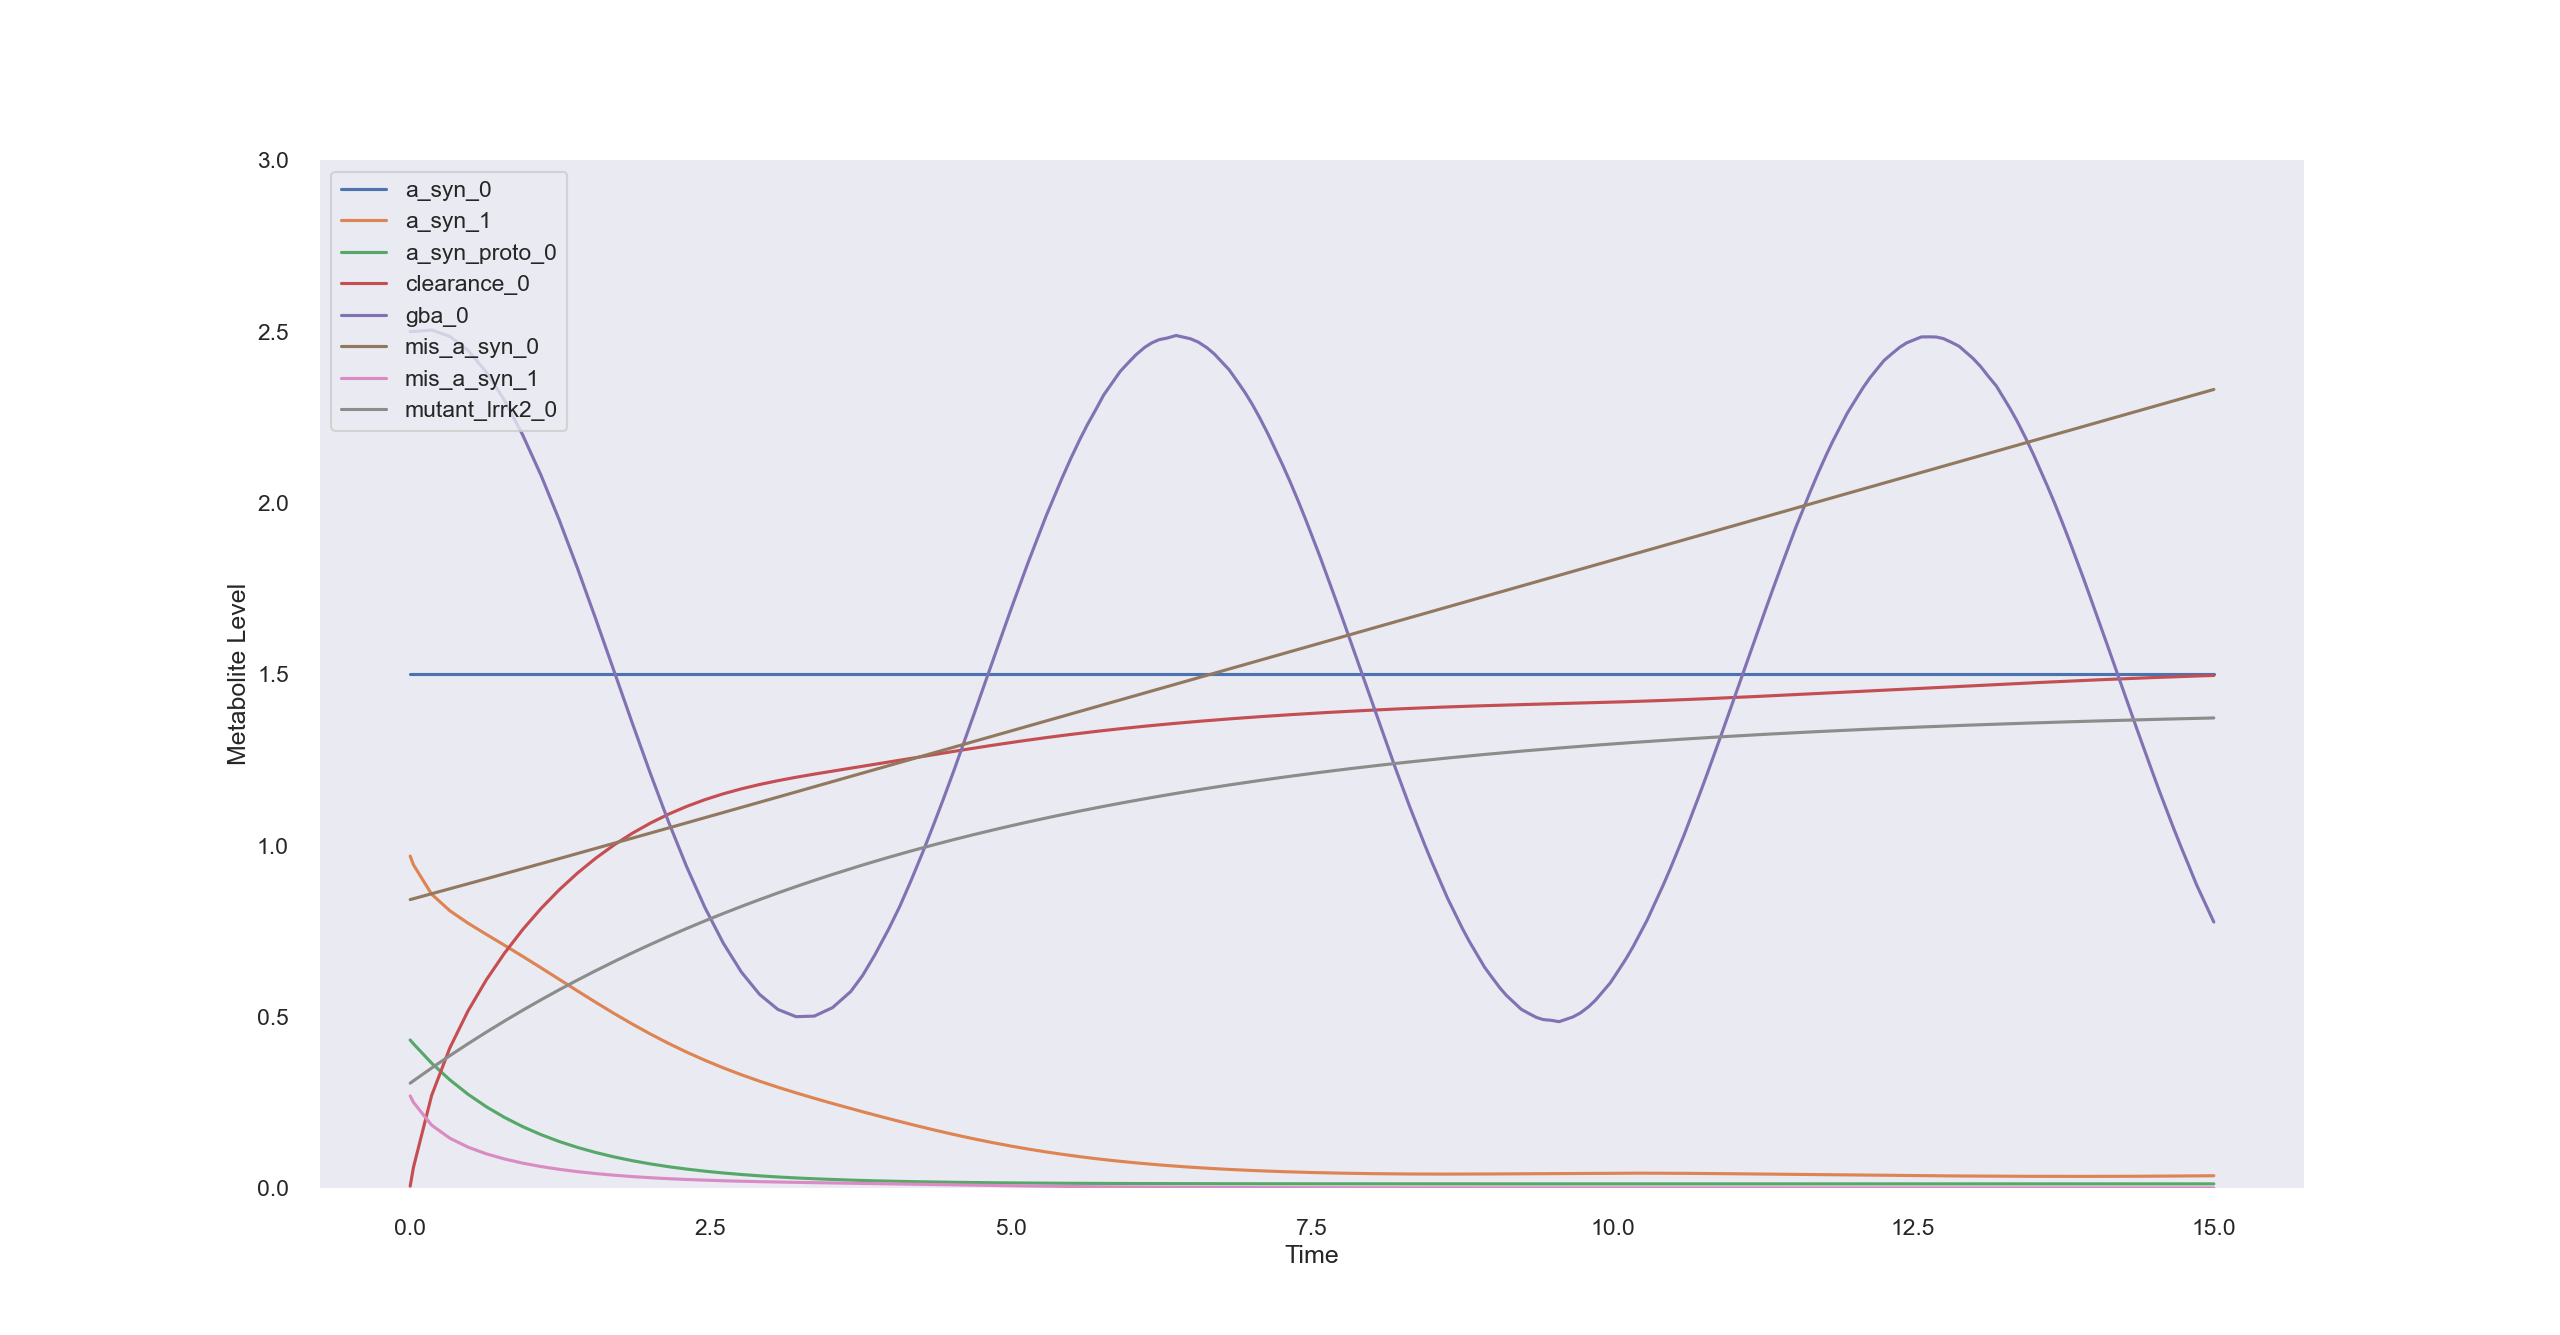 3.0
2.5
2.0
1.5
1.0
0.5
0.0
Metabolite Level
a_syn_0
a_syn_1
a_syn_proto_0
clearance_0
gba_0
mis_a_syn_0
mis_a_syn_1
mutant_lrrk2_0
0.0 2.5 5.0 7.5 10.0 12.5 15.0
Time